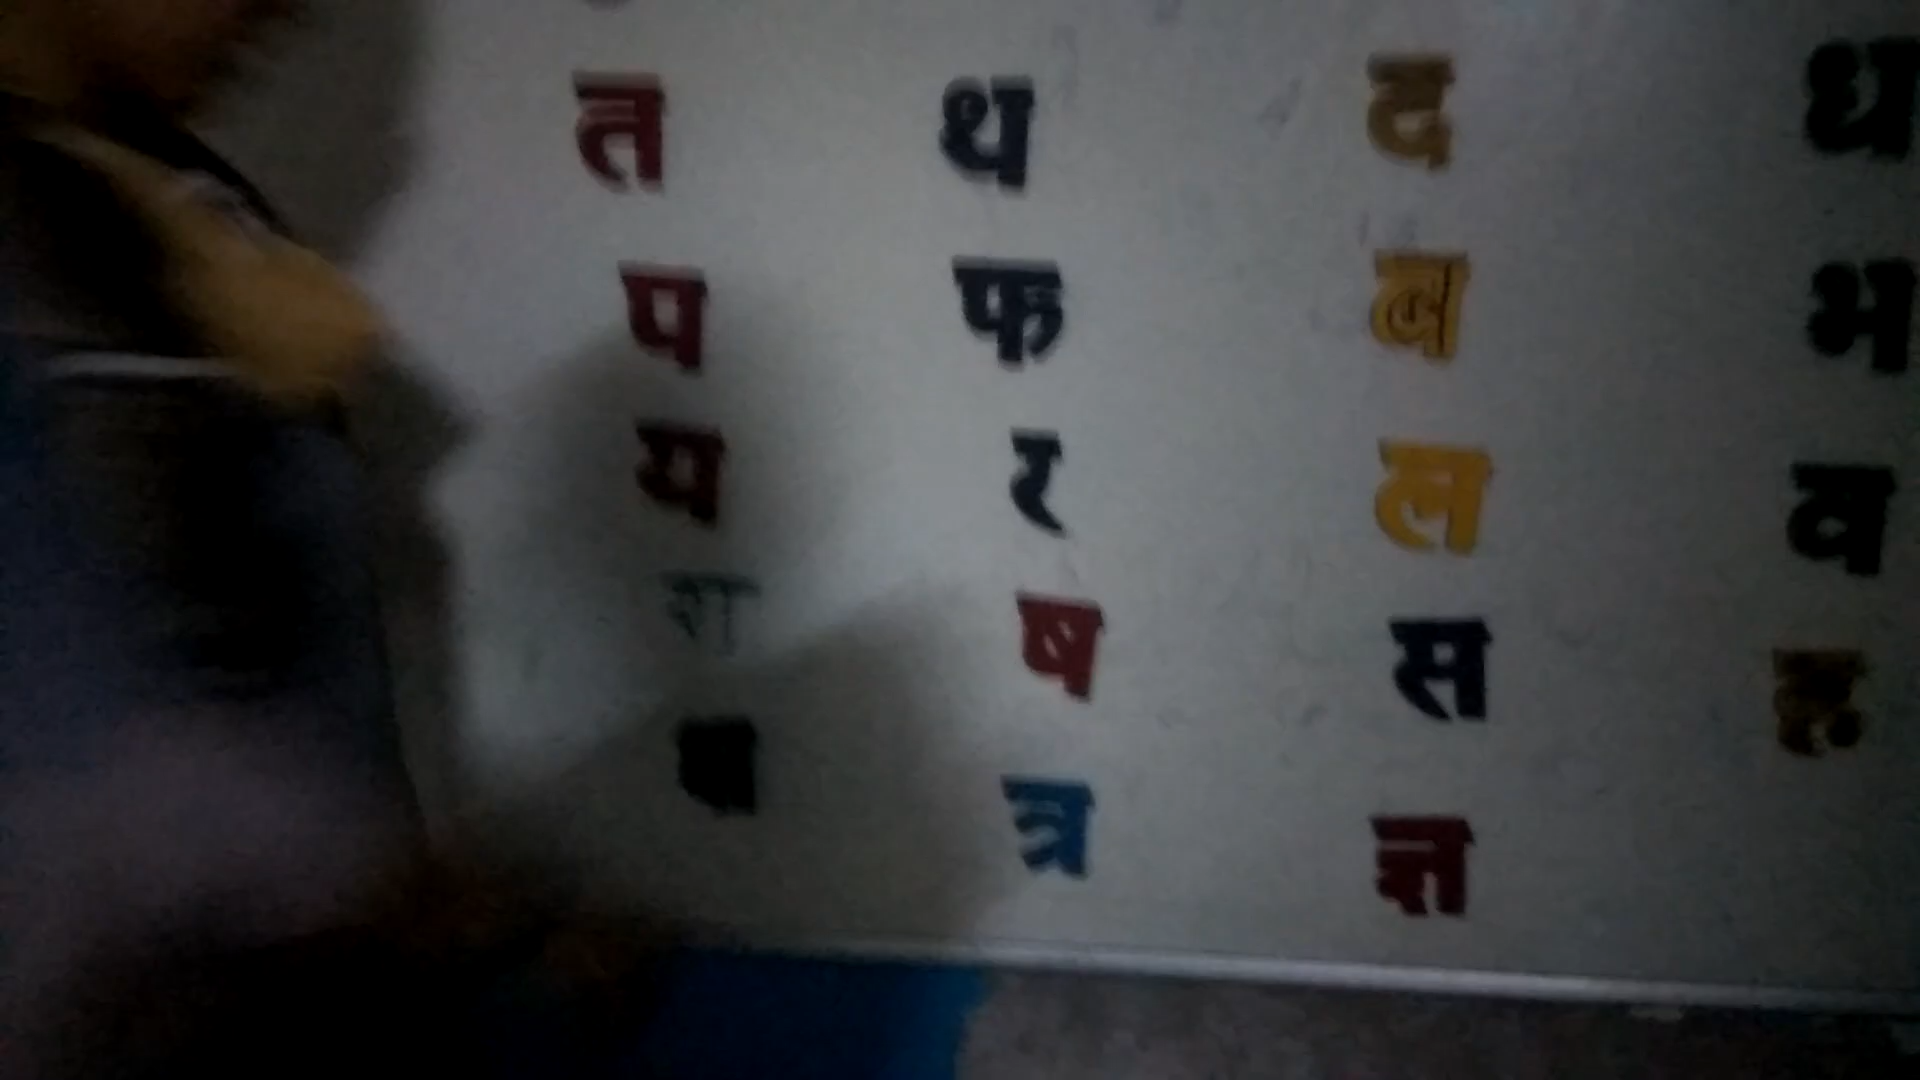 त थ द ध
प फ ब भ
य र ल व
श ष स ह
त्र ज्ञ